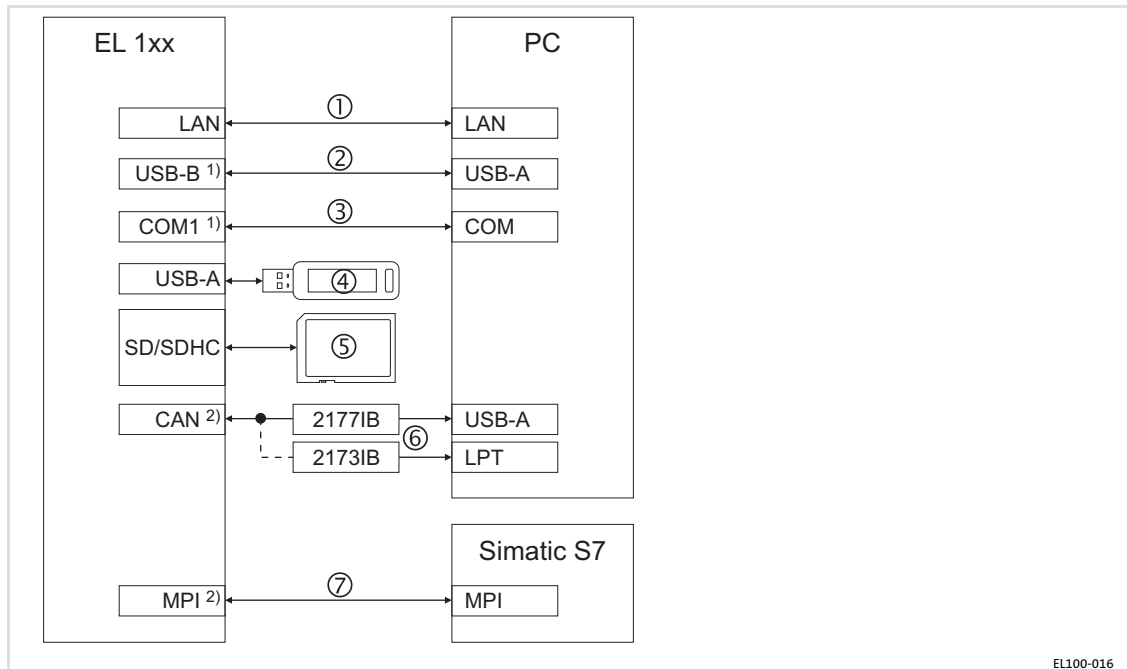 EL 1xx PC
① 
LAN LAN
②
USB-B 1) USB-A
③
COM1 1) COM
USB-A ④
SD/SDHC ⑤
CAN 2) 2177IB USB-A
⑥
2173IB LPT
Simatic S7
⑦
MPI 2) MPI
EL100-016